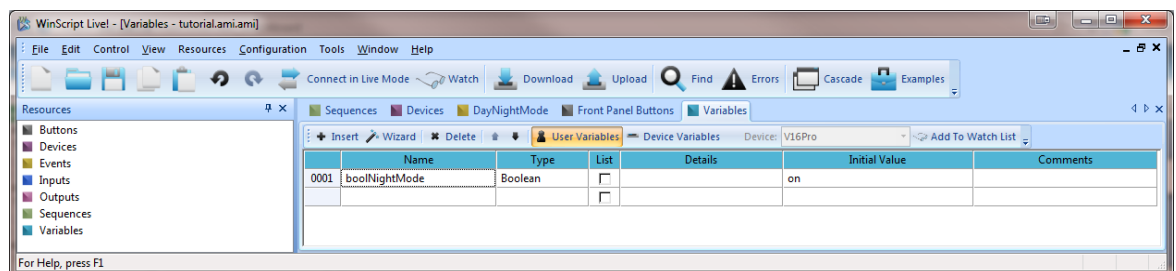 WinScript Live! - [Variables - tutorial.ami.ami]
File Edit Control View Resources Configuration Tools Window Help
Connect in Live Mode Watch Download Upload Find Errors Cascade Examples
Resources
Sequences Devices DayNightMode Front Panel Buttons Variables
Buttons
Devices
Events
Inputs
Outputs
Sequences
Variables
Insert Wizard Delete User Variables Device Variables Device: V16Pro Add To Watch List
Name Type List Details Initial Value Comments
0001 boolNightMode Boolean on
For Help, press F1